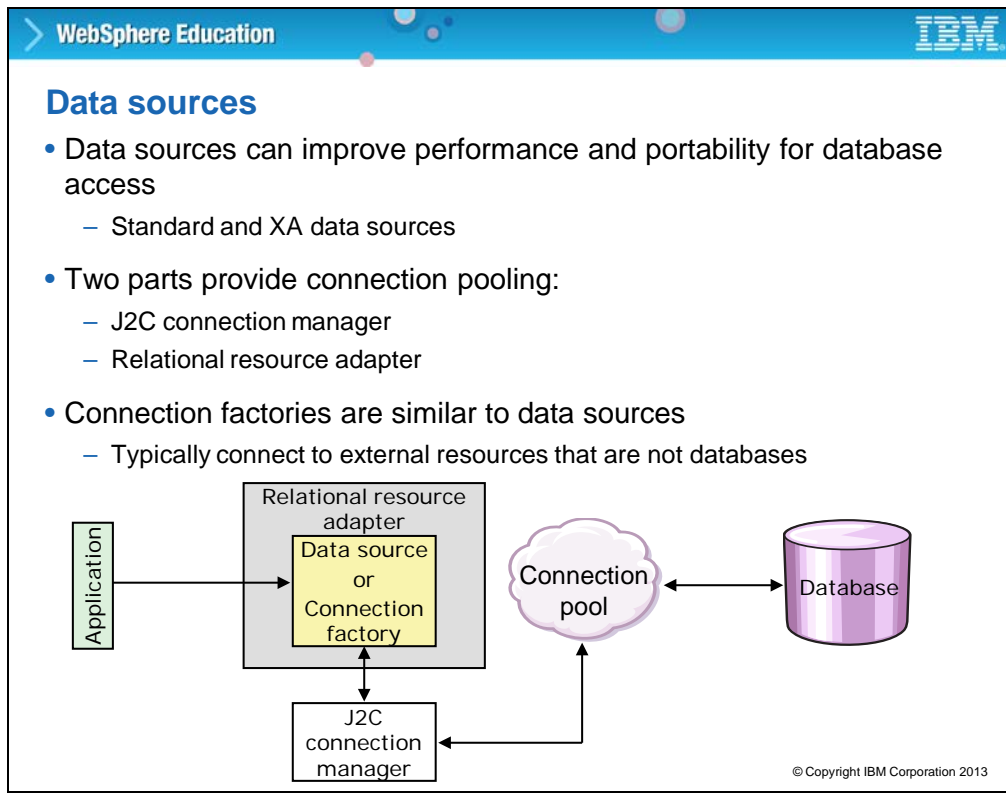 WebSphere Education
IBM
Data sources
• Data sources can improve performance and portability for database
access
– Standard and XA data sources
• Two parts provide connection pooling:
– J2C connection manager
– Relational resource adapter
• Connection factories are similar to data sources
– Typically connect to external resources that are not databases
Application
Relational resource
adapter
Data source
or
Connection
factory
J2C
connection
manager
Connection
pool
Database
© Copyright IBM Corporation 2013